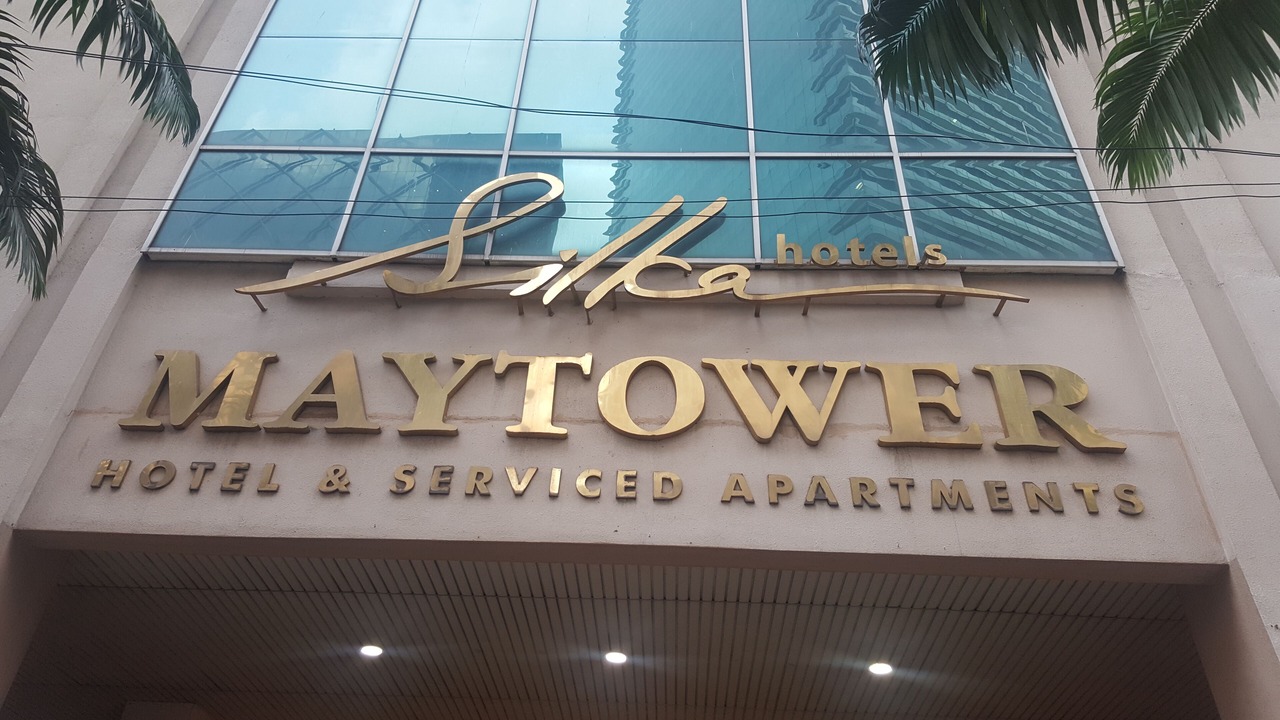 Silka hotels
MAYTOWER
HOTEL & SERVICED APARTMENTS